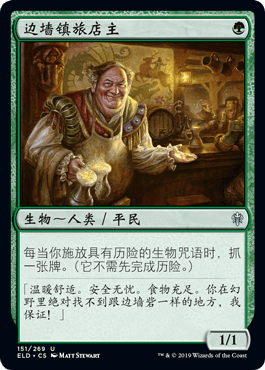 边墙镇旅店主
生物～人类／平民
每当你施放具有历险的生物咒语时，抓
一张牌。（它不需先完成历险。）
「温暖舒适。安全无忧。食物充足。你在幻
野里绝对找不到跟边墙砦一样的地方，我
保证！」
1/1
151/269 U
ELD • CS MATT STEWART
™ & © 2019 Wizards of the Coast